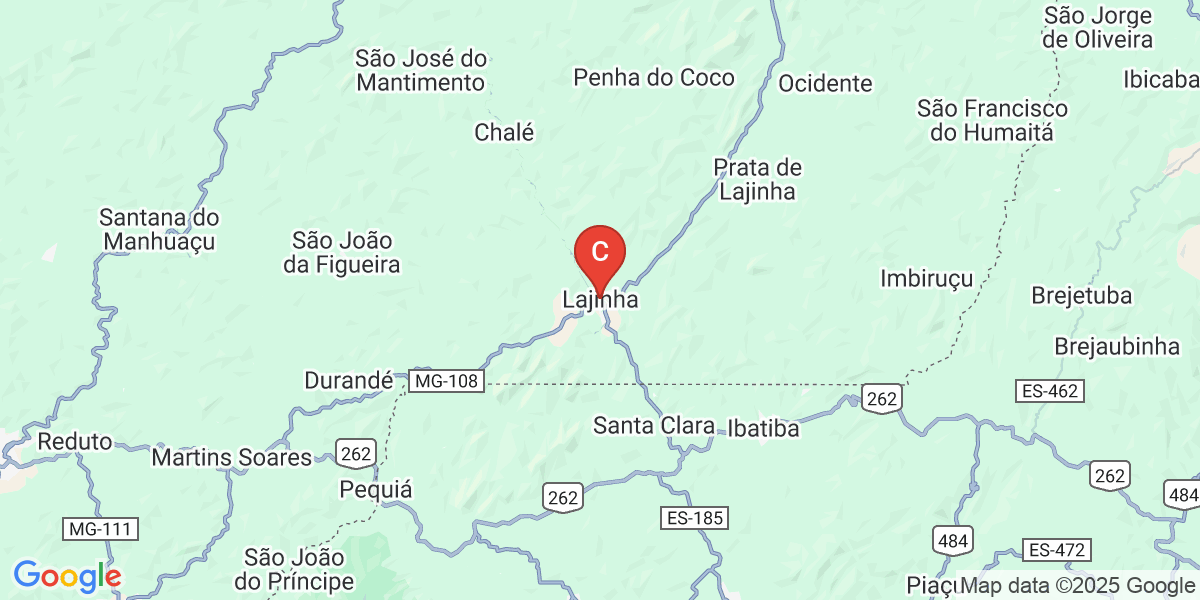 São Jorge
de Oliveira
São José do
Mantimento
Penha do Coco
Ocidente
Ibicaba
São Francisco
do Humaitá
Chalé
Prata de
Lajinha
Santana do
Manhuaçu
São João
da Figueira
C
Lajinha
Imbiruçu
Brejetuba
Brejaubinha
Durandé
MG-108
262
ES-462
Santa Clara
Ibatiba
Reduto
Martins Soares
262
262
Pequiá
262
484
ES-185
MG-111
484
ES-472
São João
do Príncipe
Google
Piaçu
Map data ©2025 Google